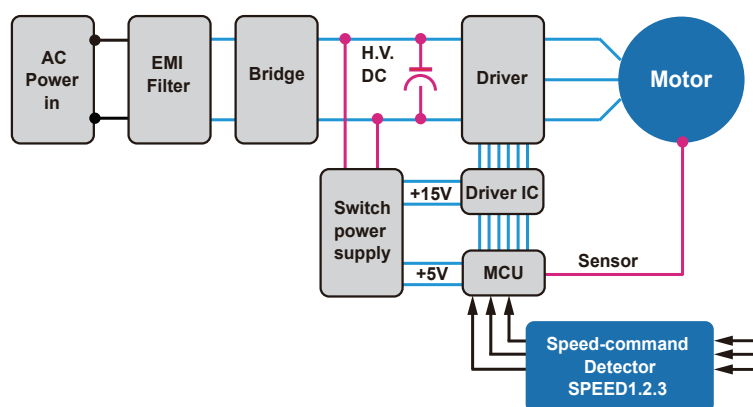 AC
Power
in
EMI
Filter
Bridge
H.V.
DC
Driver
Motor
Switch
power
supply
+15V
Driver IC
+5V
MCU
Sensor
Speed-command
Detector
SPEED1.2.3